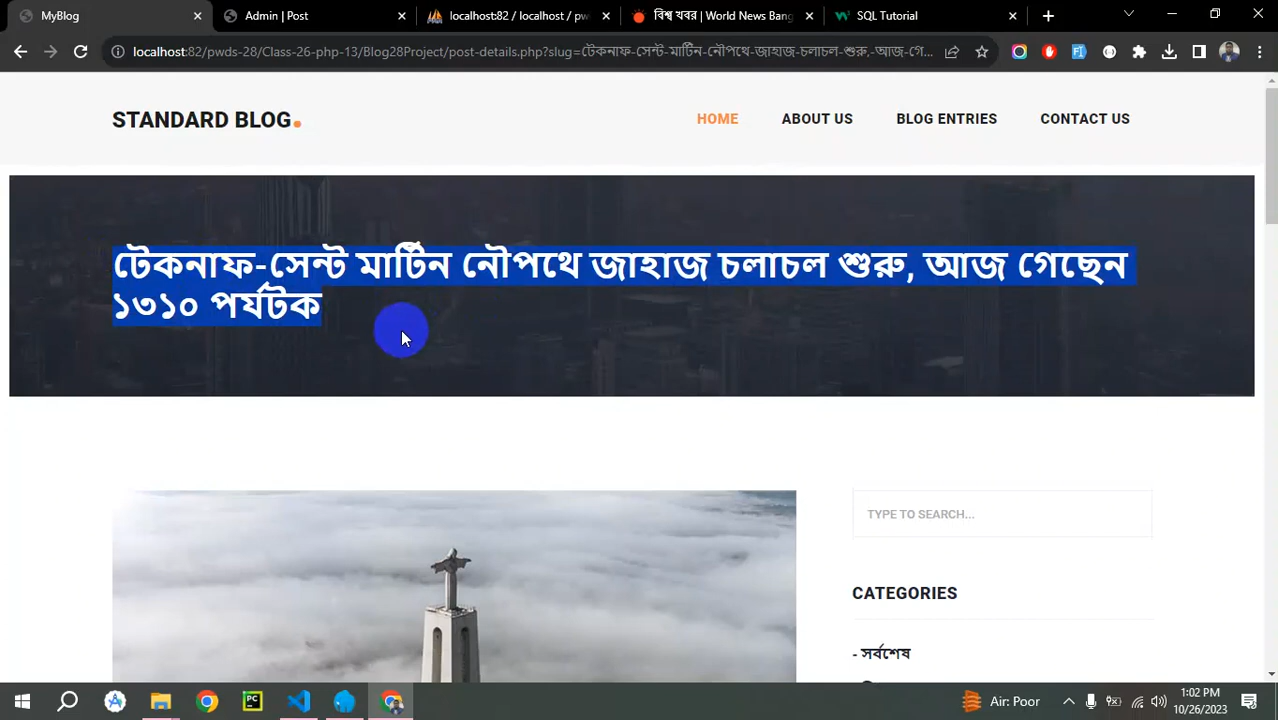 MyBlog
Admin | Post
localhost:82 / localhost / pw
বিশ্ব খবর | World News Bang
SQL Tutorial
localhost:82/pwds-28/Class-26-php-13/Blog28Project/post-details.php?slug=টেকনাফ-সেন্ট-মার্টিন-নৌপথে-জাহাজ-চলাচল-শুরু,-আজ-গে...
STANDARD BLOG.
HOME
ABOUT US
BLOG ENTRIES
CONTACT US
টেকনাফ-সেন্ট মার্টিন নৌপথে জাহাজ চলাচল শুরু, আজ গেছেন
১৩১০ পর্যটক
TYPE TO SEARCH...
CATEGORIES
- সর্বশেষ
Air: Poor
1:02 PM
10/26/2023